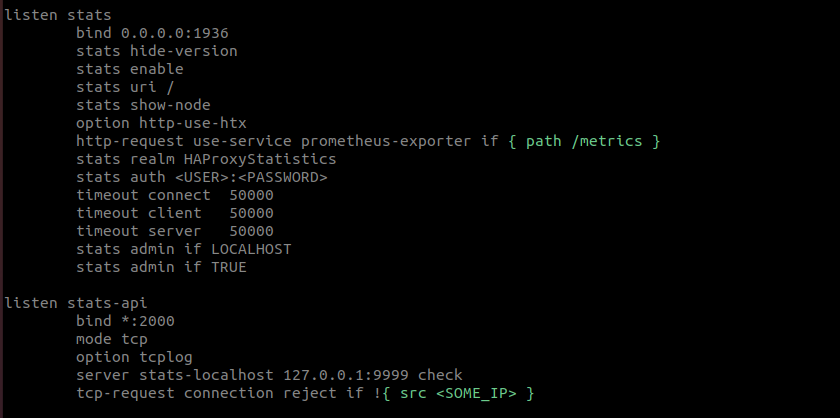 listen stats
bind 0.0.0.0:1936
stats hide-version
stats enable
stats uri /
stats show-node
option http-use-htx
http-request use-service prometheus-exporter if { path /metrics }
stats realm HAProxyStatistics
stats auth <USER>:<PASSWORD>
timeout connect  50000
timeout client   50000
timeout server   50000
stats admin if LOCALHOST
stats admin if TRUE
listen stats-api
bind *:2000
mode tcp
option tcplog
server stats-localhost 127.0.0.1:9999 check
tcp-request connection reject if !{ src <SOME_IP> }